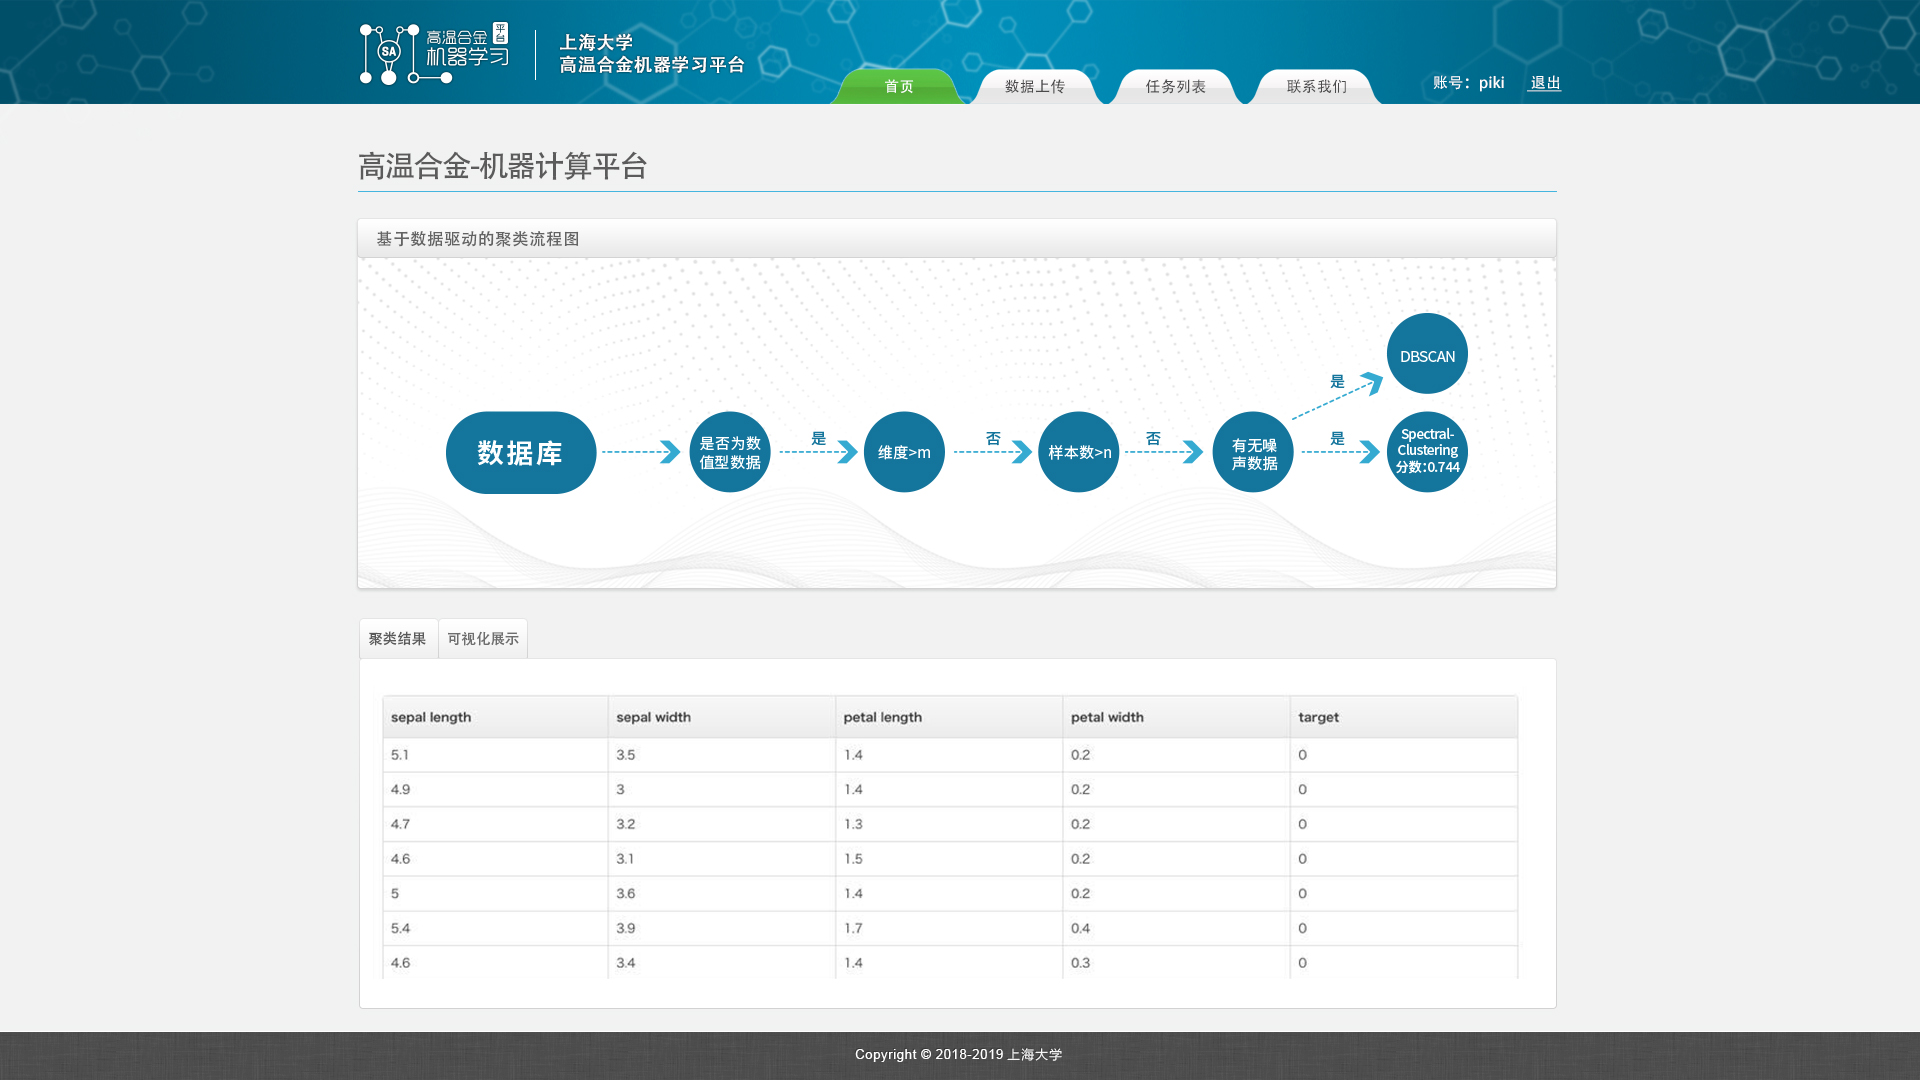 高温合金 平台
SA
机器学习
上海大学
高温合金机器学习平台
首页
数据上传
任务列表
联系我们
账号：piki
退出
高温合金-机器计算平台
基于数据驱动的聚类流程图
DBSCAN
是
数据库
是否为数
值型数据
是
维度>m
否
样本数>n
否
有无噪
声数据
是
Spectral-
Clustering
分数:0.744
聚类结果
可视化展示
sepal length sepal width petal length petal width target
5.1 3.5 1.4 0.2 0
4.9 3 1.4 0.2 0
4.7 3.2 1.3 0.2 0
4.6 3.1 1.5 0.2 0
5 3.6 1.4 0.2 0
5.4 3.9 1.7 0.4 0
4.6 3.4 1.4 0.3 0
Copyright © 2018-2019 上海大学